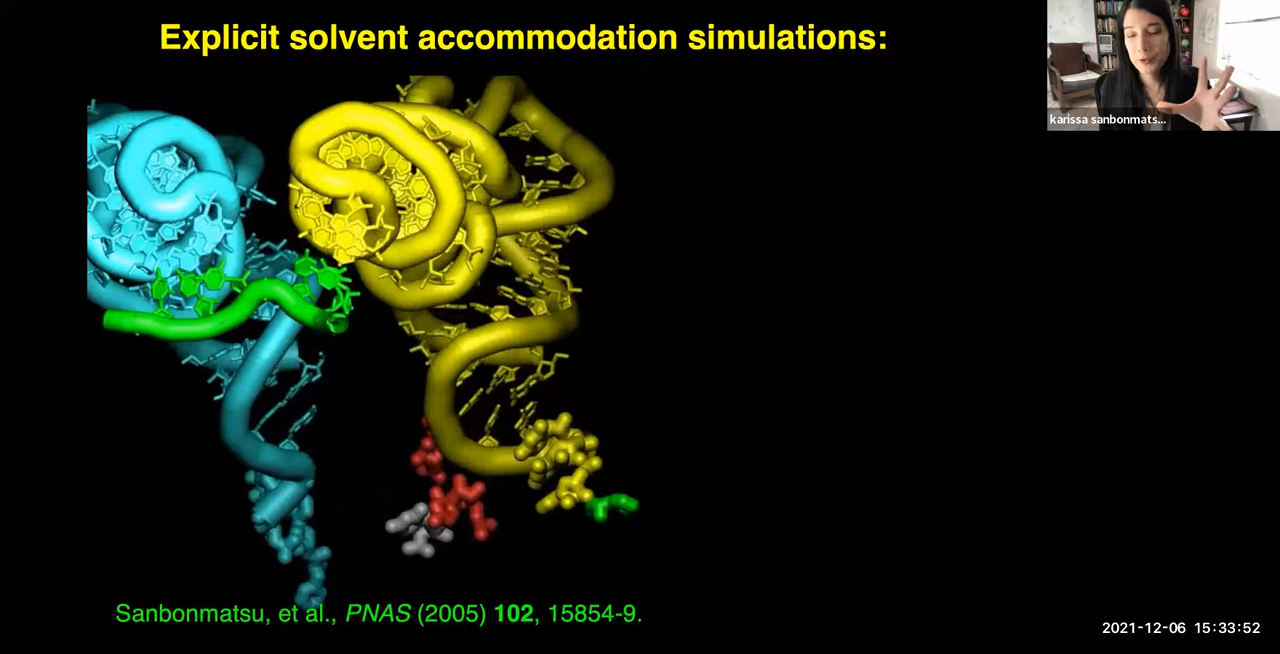 Explicit solvent accommodation simulations:
karissa sanbonmats...
Sanbonmatsu, et al., PNAS (2005) 102, 15854-9.
2021-12-06 15:33:52